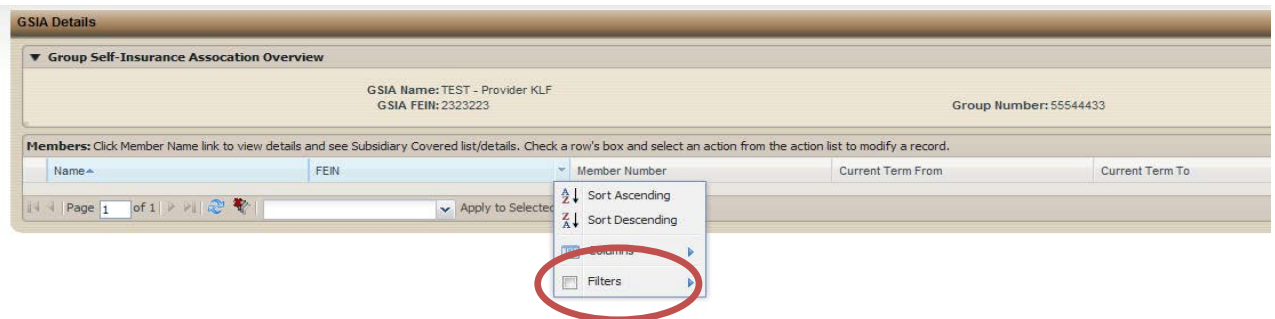 GSIA Details
Group Self-Insurance Assocation Overview
GSIA Name: TEST - Provider KLF
GSIA FEIN: 2323223 Group Number: 55544433
Members: Click Member Name link to view details and see Subsidiary Covered list/details. Check a row's box and select an action from the action list to modify a record.
Name FEIN Member Number Current Term From Current Term To
Page 1 of 1 Apply to Selected
Sort Ascending
Sort Descending
Columns
Filters